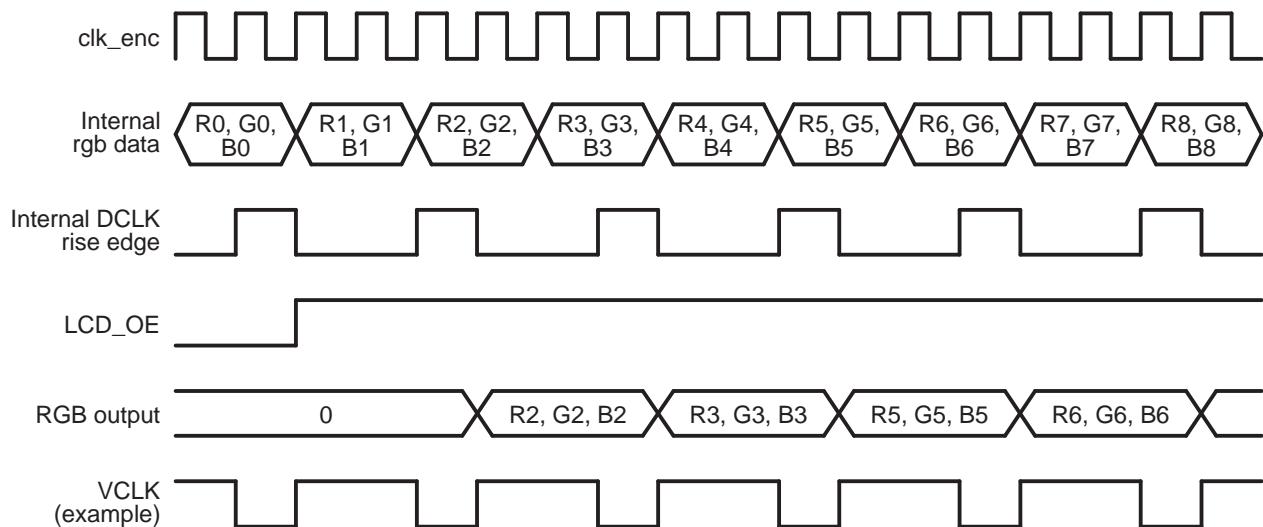 clk_enc
Internal
rgb data
R0, G0,
B0
R1, G1
B1
R2, G2,
B2
R3, G3,
B3
R4, G4,
B4
R5, G5,
B5
R6, G6,
B6
R7, G7,
B7
R8, G8,
B8
Internal DCLK
rise edge
LCD_OE
RGB output
0
R2, G2, B2
R3, G3, B3
R5, G5, B5
R6, G6, B6
VCLK
(example)